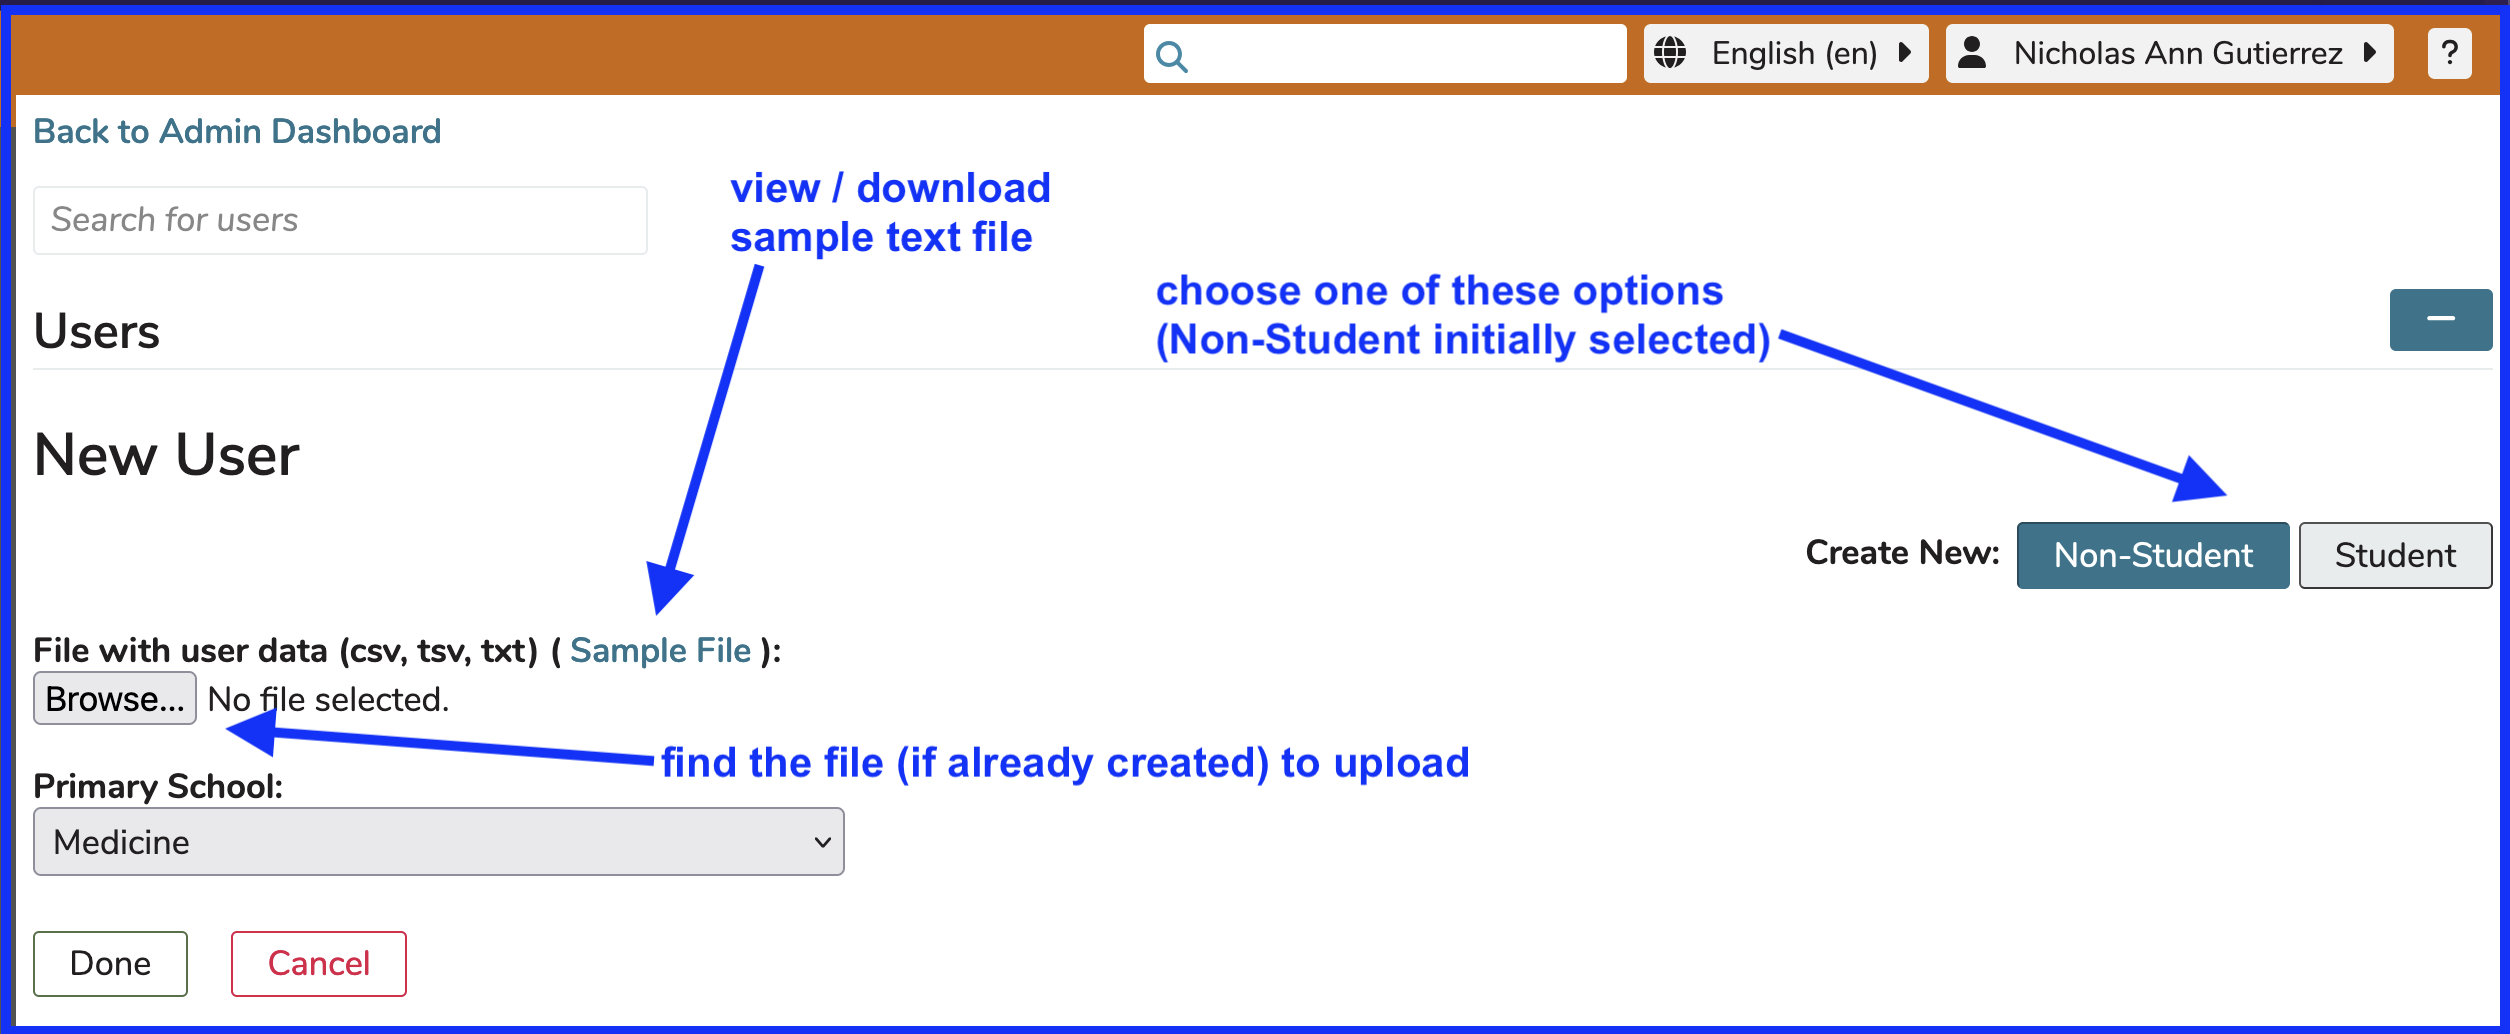 English (en)
Nicholas Ann Gutierrez
?
Back to Admin Dashboard
Search for users
view / download
sample text file
choose one of these options
(Non-Student initially selected)
Users
New User
Create New:
Non-Student
Student
File with user data (csv, tsv, txt) ( Sample File ):
Browse... No file selected.
find the file (if already created) to upload
Primary School:
Medicine
Done
Cancel